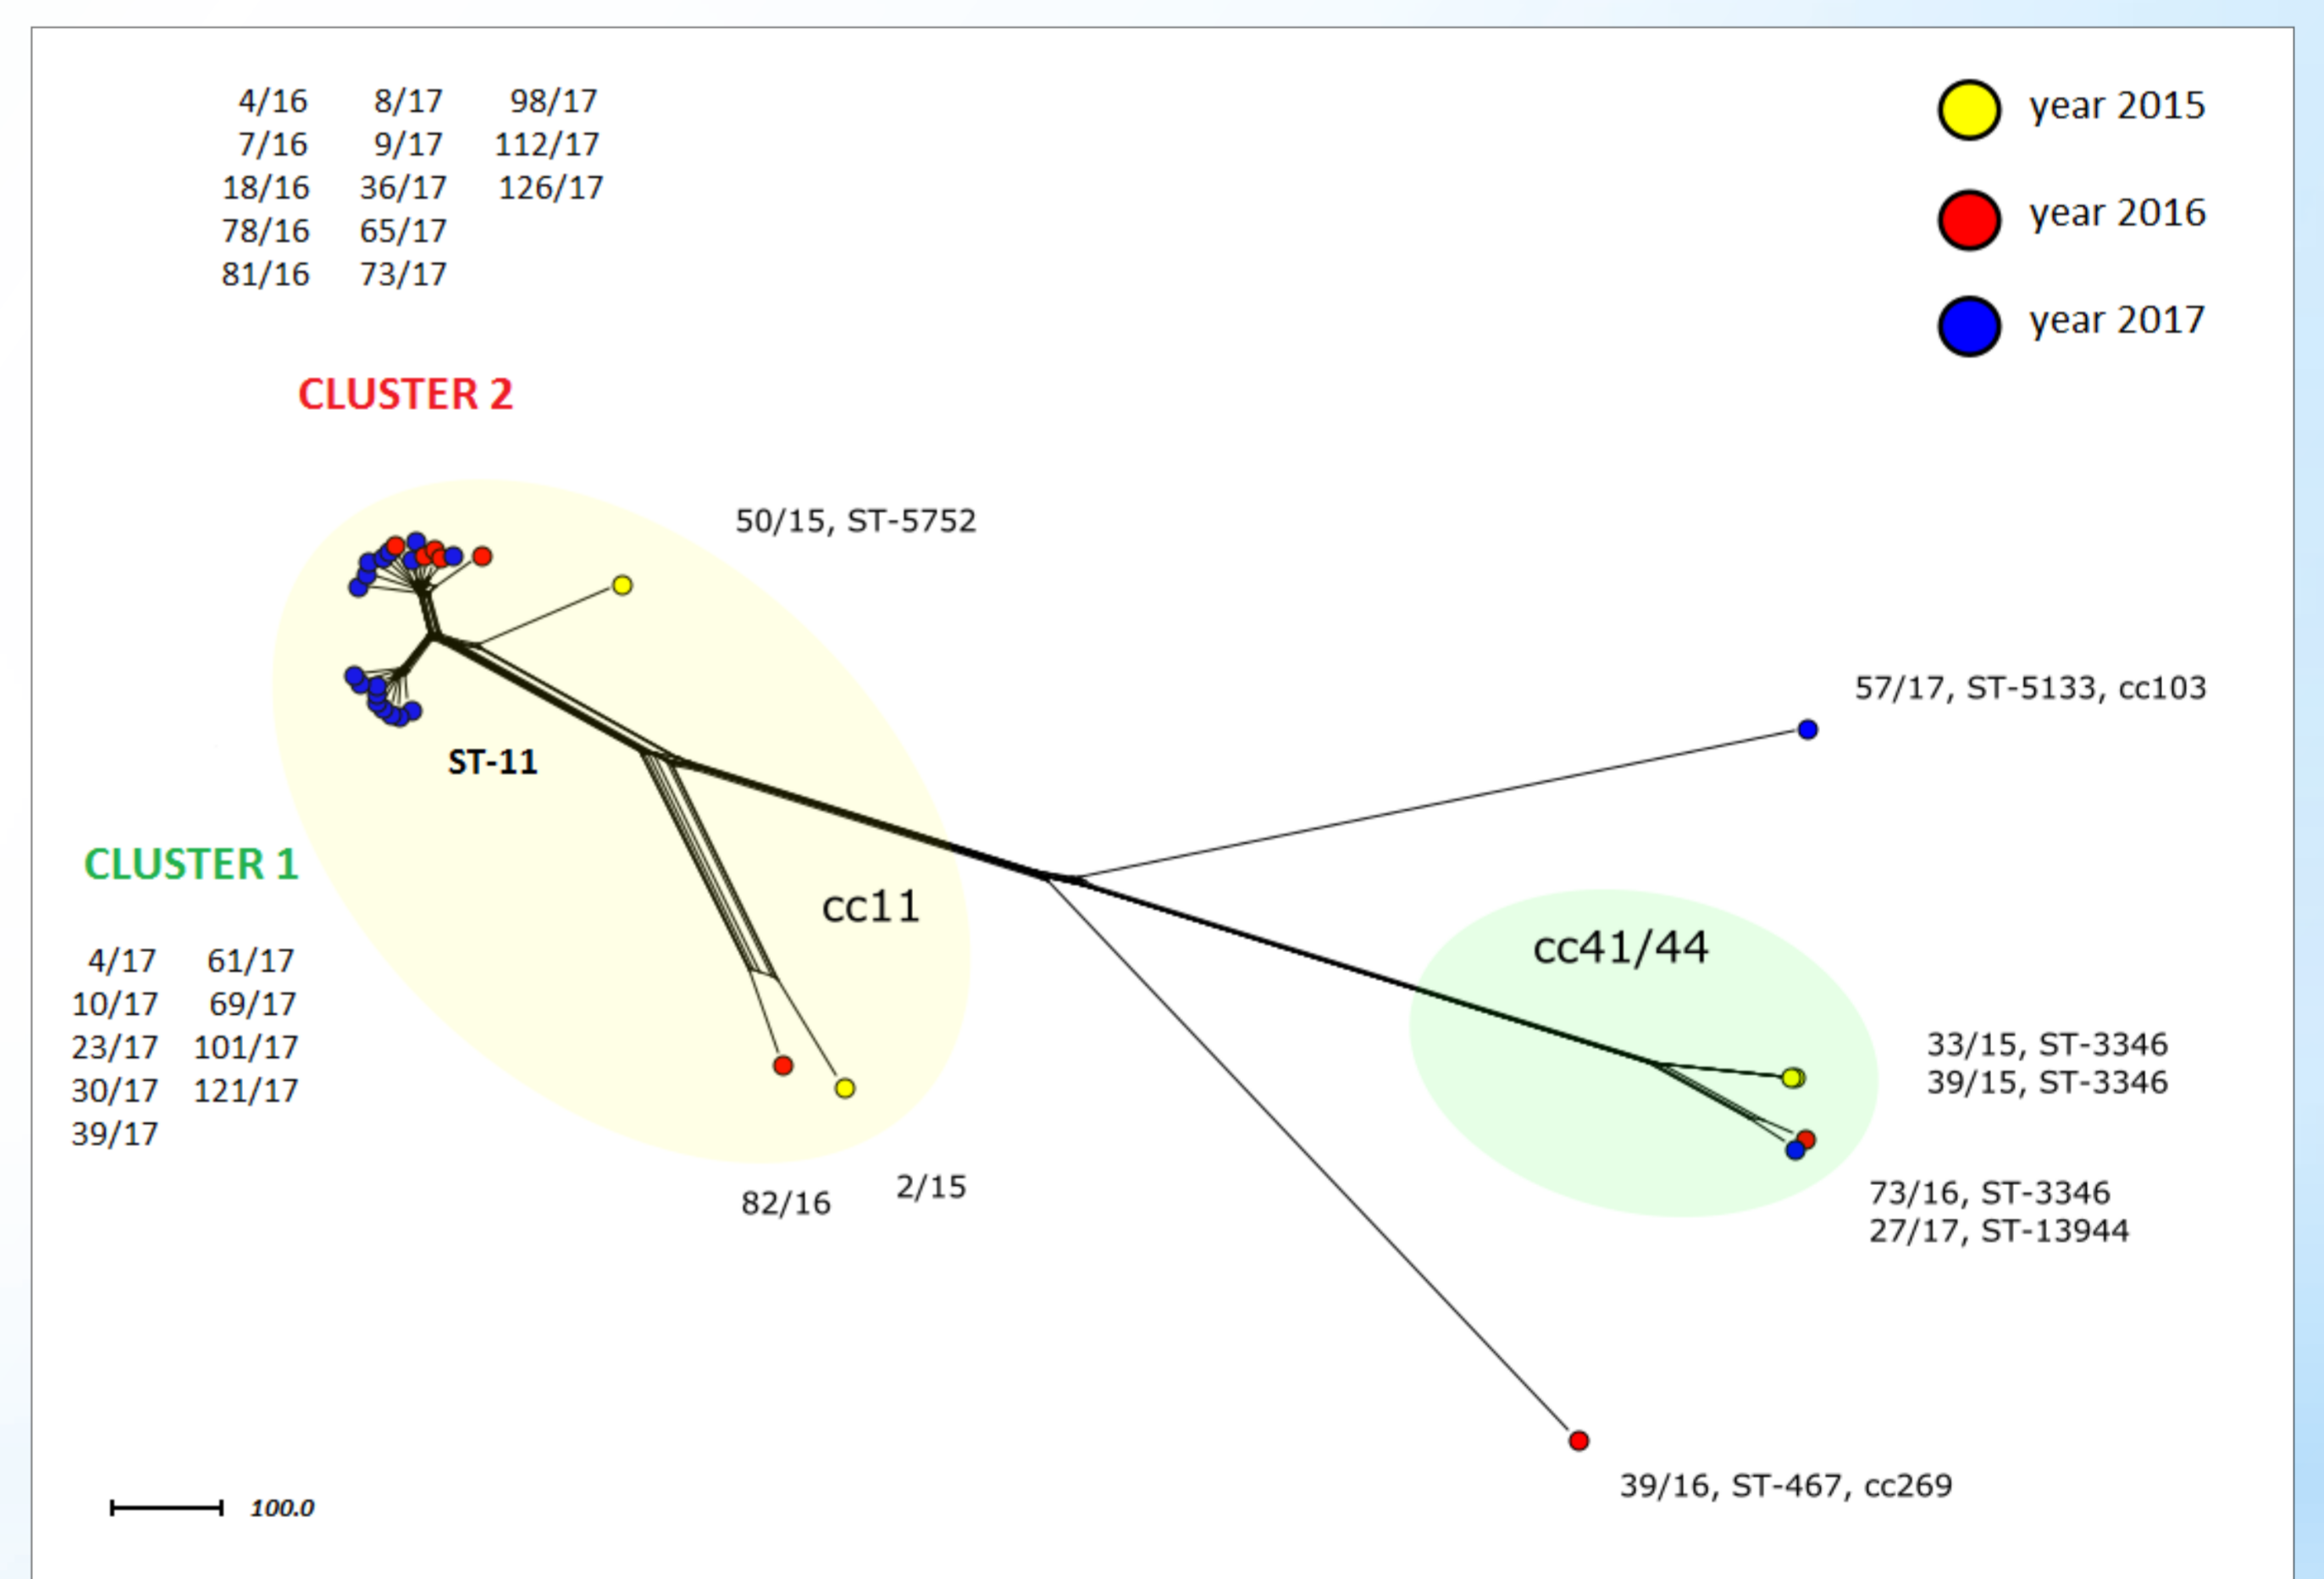 4/16 8/17 98/17
7/16 9/17 112/17
18/16 36/17 126/17
78/16 65/17
81/16 73/17
year 2015
year 2016
year 2017
CLUSTER 2
50/15, ST-5752
57/17, ST-5133, cc103
ST-11
CLUSTER 1
cc11
cc41/44
4/17 61/17
10/17 69/17
23/17 101/17
30/17 121/17
39/17
33/15, ST-3346
39/15, ST-3346
82/16
2/15
73/16, ST-3346
27/17, ST-13944
39/16, ST-467, cc269
100.0